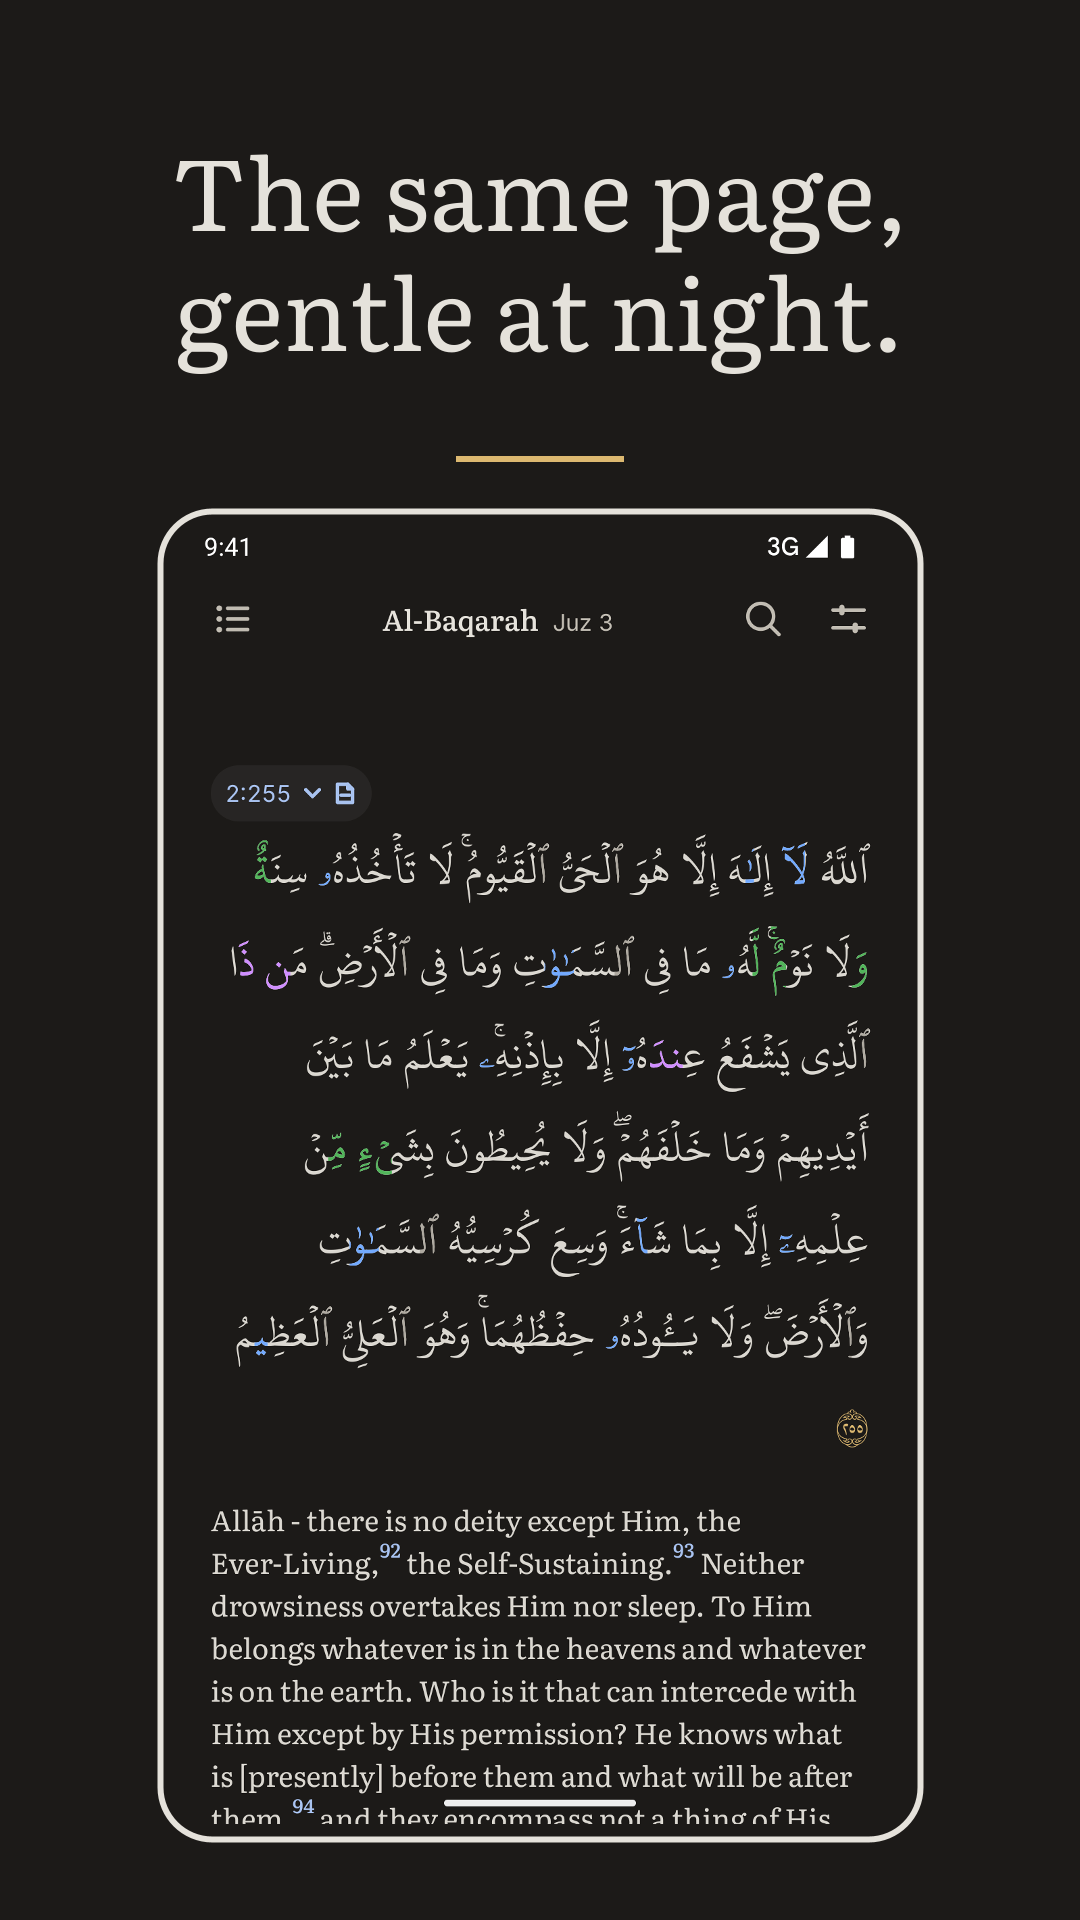 The same page,
gentle at night.
9:41 3G
Al-Baqarah Juz 3
2:255
ٱللَّهُ لَآ إِلَـٰهَ إِلَّا هُوَ ٱلْحَىُّ ٱلْقَيُّومُ ۚ لَا تَأْخُذُهُۥ سِنَةٌ
وَلَا نَوْمٌ ۚ لَّهُۥ مَا فِى ٱلسَّمَـٰوَٰتِ وَمَا فِى ٱلْأَرْضِ ۗ مَن ذَا
ٱلَّذِى يَشْفَعُ عِندَهُۥٓ إِلَّا بِإِذْنِهِۦ ۚ يَعْلَمُ مَا بَيْنَ
أَيْدِيهِمْ وَمَا خَلْفَهُمْ ۖ وَلَا يُحِيطُونَ بِشَىْءٍ مِّنْ
عِلْمِهِۦٓ إِلَّا بِمَا شَآءَ ۚ وَسِعَ كُرْسِيُّهُ ٱلسَّمَـٰوَٰتِ
وَٱلْأَرْضَ ۖ وَلَا يَـُٔودُهُۥ حِفْظُهُمَا ۚ وَهُوَ ٱلْعَلِىُّ ٱلْعَظِيمُ
٢٥٥
Allāh - there is no deity except Him, the
Ever-Living,92 the Self-Sustaining.93 Neither
drowsiness overtakes Him nor sleep. To Him
belongs whatever is in the heavens and whatever
is on the earth. Who is it that can intercede with
Him except by His permission? He knows what
is [presently] before them and what will be after
them,94 and they encompass not a thing of His